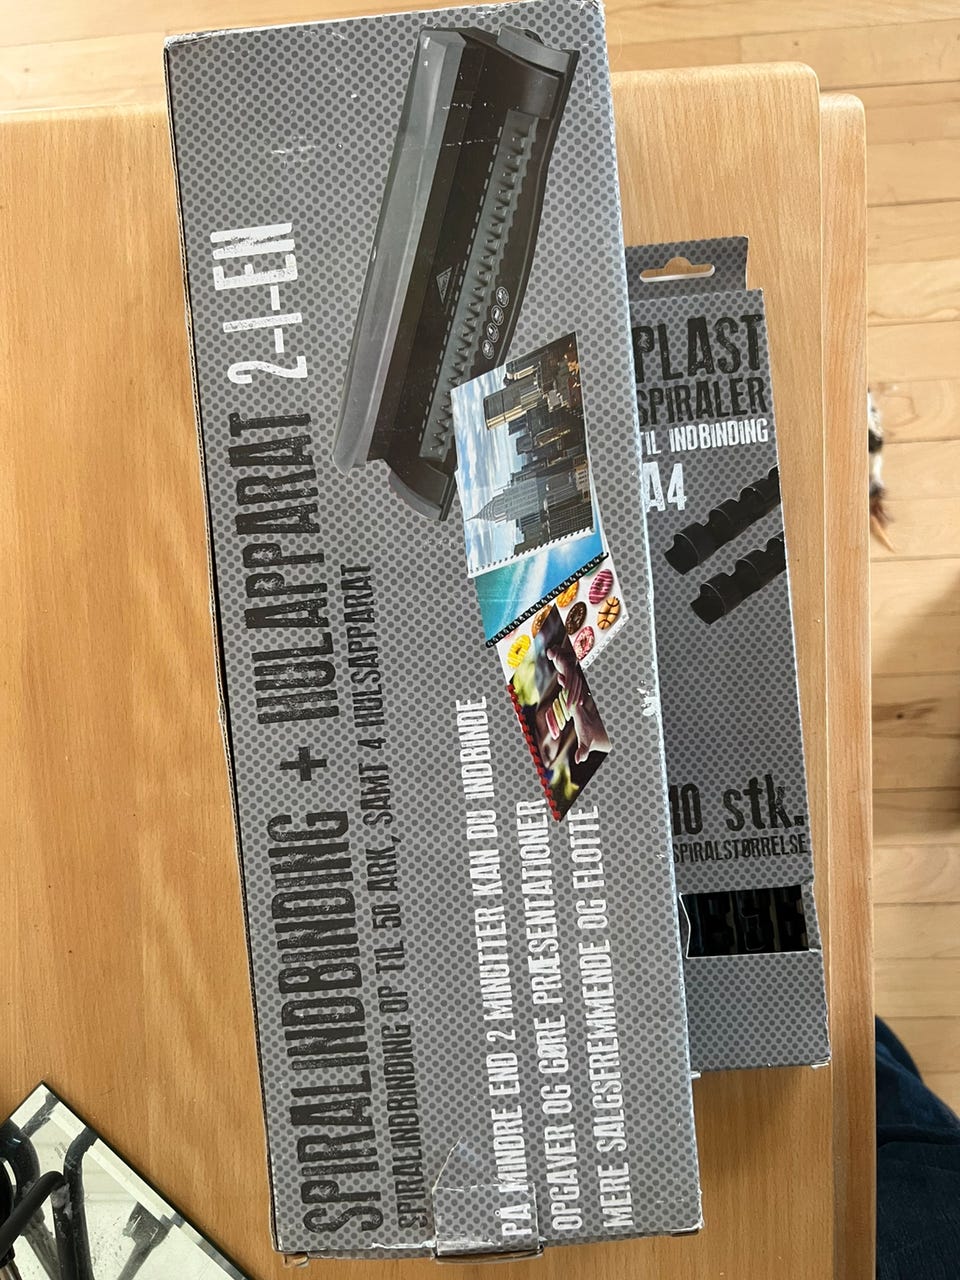 SPIRALINDBINDING + HULAPPARAT 2-I-EN
SPIRALINDBINDING OP TIL 50 ARK, SAMT 4 HULSAPPARAT
PÅ MINDRE END 2 MINUTTER KAN DU INDBINDE
OPGAVER OG GØRE PRÆSENTATIONER
MERE SALGSFREMMENDE OG FLOTTE
PLAST
SPIRALER
TIL INDBINDING
A4
10 stk.
SPIRALSTØRRELSE